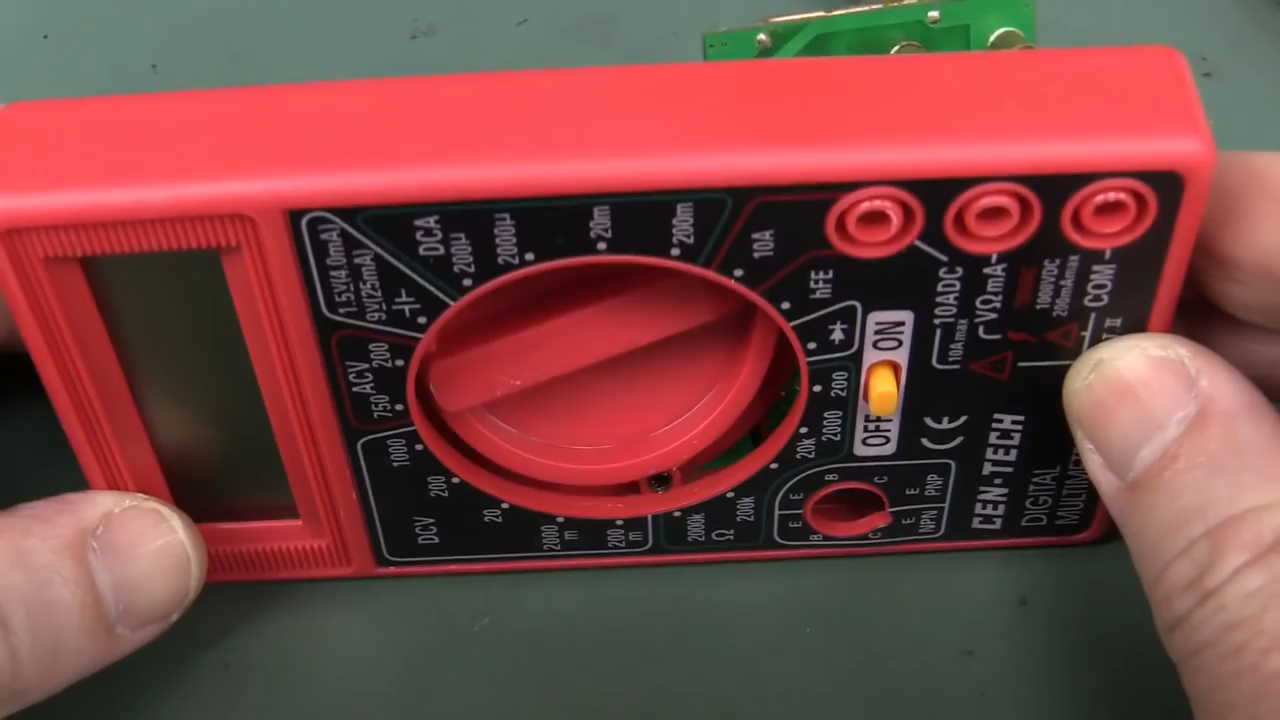 1.5V(4.0mA)
9V(25mA)
DCA
200µ
2000µ
20m
200m
10A
hFE
ACV
200
750
DCV
1000
200
20
2000
m
200
m
Ω
2000k
200k
20k
2000
200
OFF ON
10ADC
10A max
VΩmA
1000VDC
200mAmax
COM
E B C E
PNP
B E C E
NPN
CE
CEN-TECH
DIGITAL